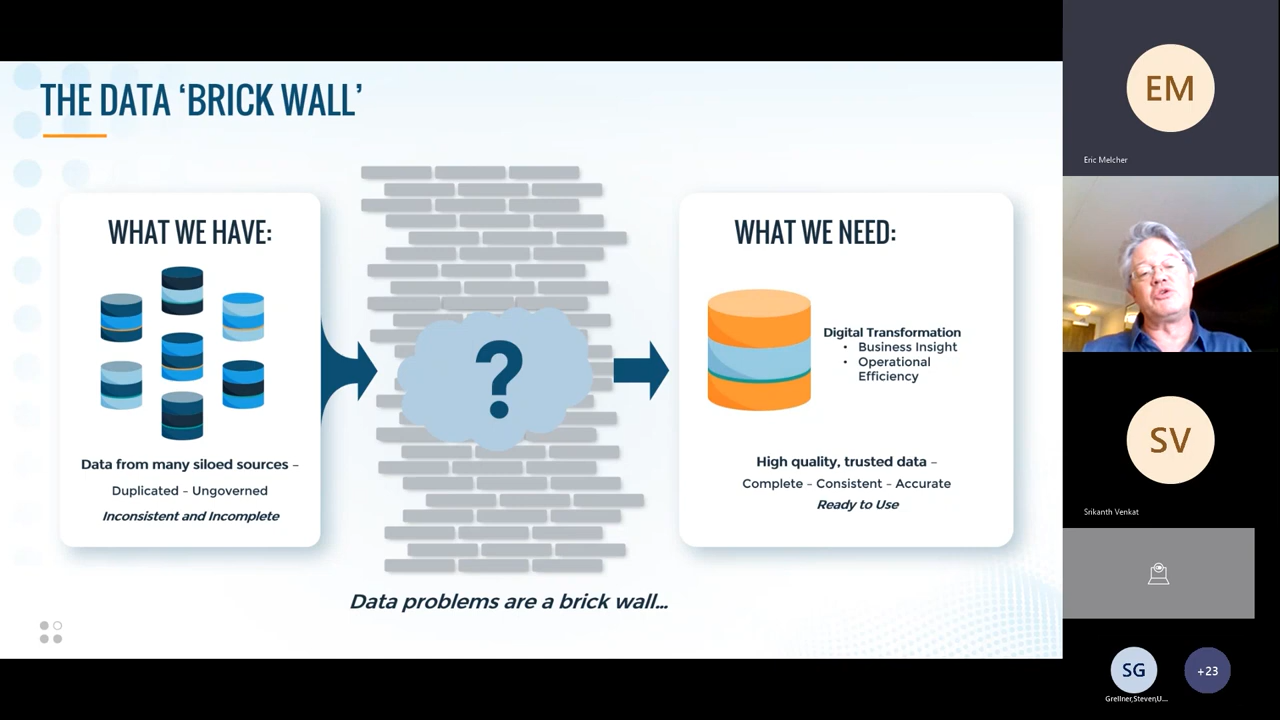 THE DATA ‘BRICK WALL’
WHAT WE HAVE:
Data from many siloed sources –
Duplicated – Ungoverned
Inconsistent and Incomplete
?
WHAT WE NEED:
Digital Transformation
• Business Insight
• Operational
Efficiency
High quality, trusted data –
Complete – Consistent – Accurate
Ready to Use
Data problems are a brick wall...
EM
Eric Melcher
SV
Srikanth Venkat
SG
Grellner,Steven,U...
+23